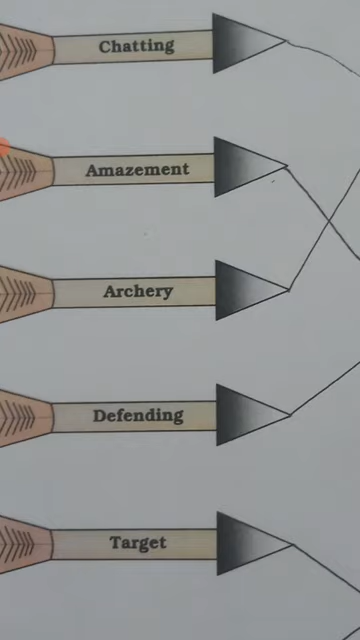 Chatting
Amazement
Archery
Defending
Target